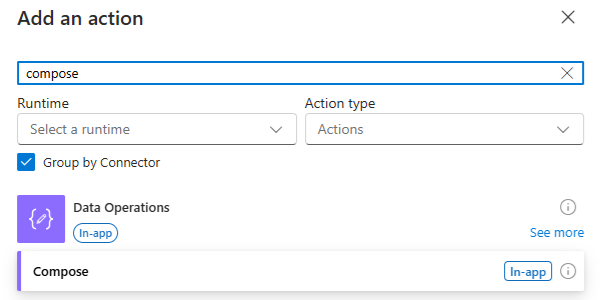 Add an action
compose
Runtime Action type
Select a runtime Actions
Group by Connector
Data Operations
In-app
See more
Compose In-app